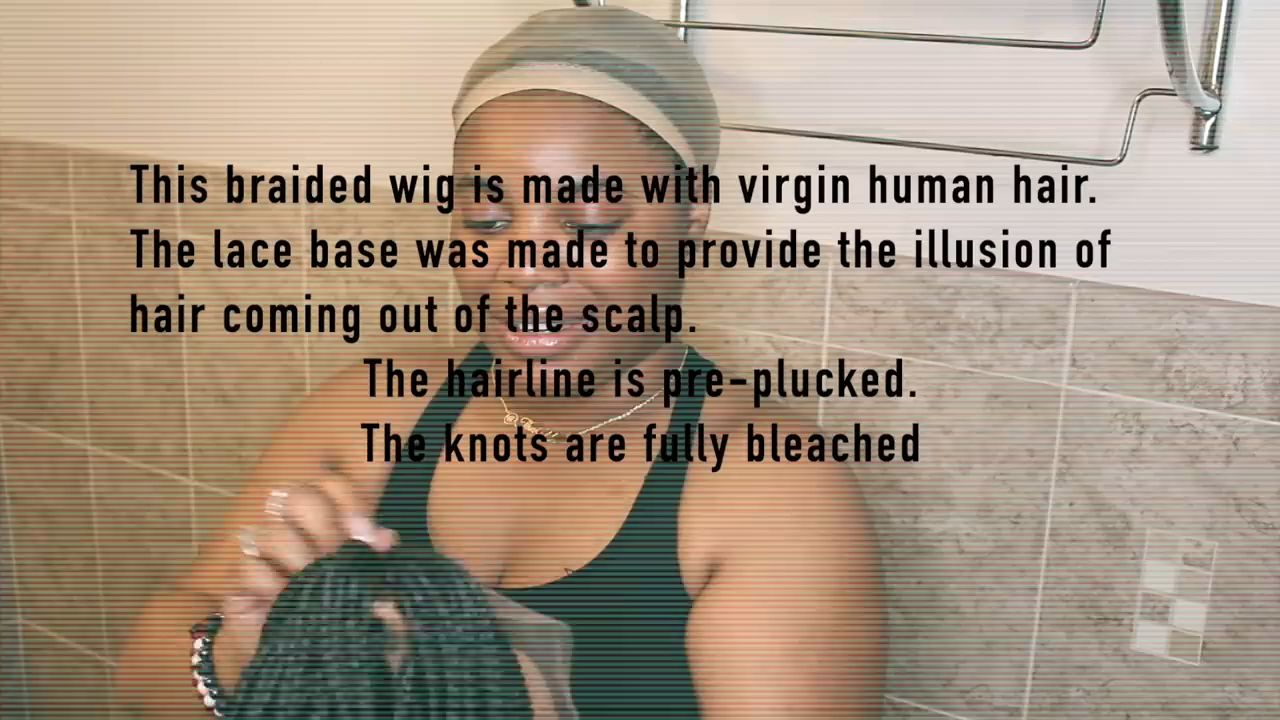 This braided wig is made with virgin human hair.
The lace base was made to provide the illusion of
hair coming out of the scalp.
The hairline is pre-plucked.
The knots are fully bleached